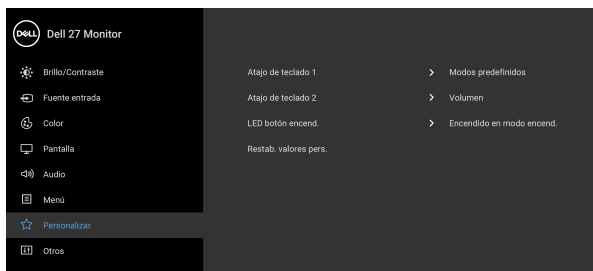 DELL Dell 27 Monitor
Brillo/Contraste
Atajo de teclado 1 > Modos predefinidos
Fuente entrada
Atajo de teclado 2 > Volumen
Color
LED botón encend. > Encendido en modo encend.
Pantalla
Restab. valores pers.
Audio
Menú
Personalizar
Otros